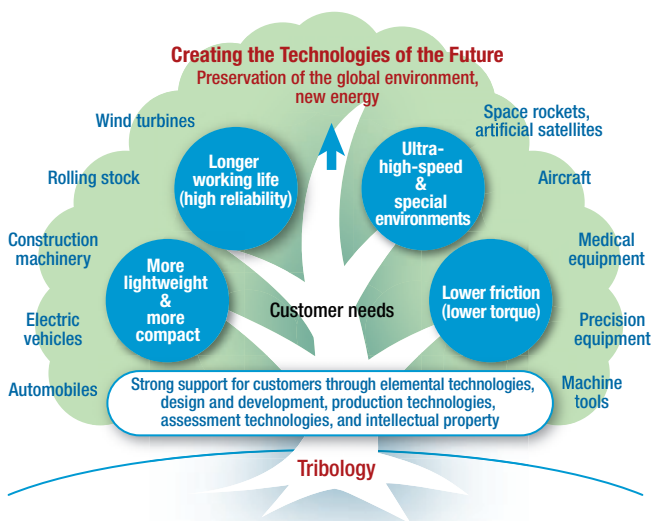 Creating the Technologies of the Future
Preservation of the global environment,
new energy
Wind turbines
Rolling stock
Construction
machinery
Electric
vehicles
Automobiles
Longer
working life
(high reliability)
More
lightweight
&
more
compact
Customer needs
Ultra-
high-speed
&
special
environments
Lower friction
(lower torque)
Space rockets,
artificial satellites
Aircraft
Medical
equipment
Precision
equipment
Machine
tools
Strong support for customers through elemental technologies,
design and development, production technologies,
assessment technologies, and intellectual property
Tribology